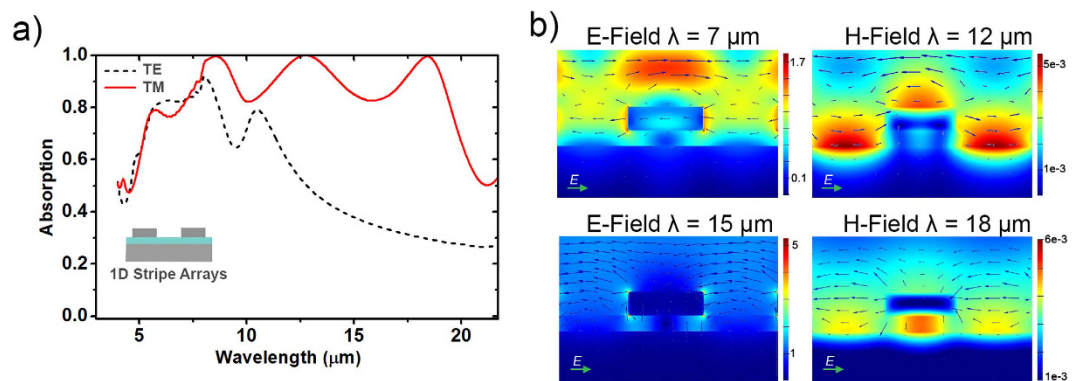 a)
1.0
0.8
0.6
0.4
0.2
0.0
Absorption
TE
TM
1D Stripe Arrays
5
10
15
20
Wavelength (μm)
b)
E-Field λ = 7 μm
1.7
0.1
E
H-Field λ = 12 μm
5e-3
1e-3
E
E-Field λ = 15 μm
5
1
E
H-Field λ = 18 μm
6e-3
1e-3
E